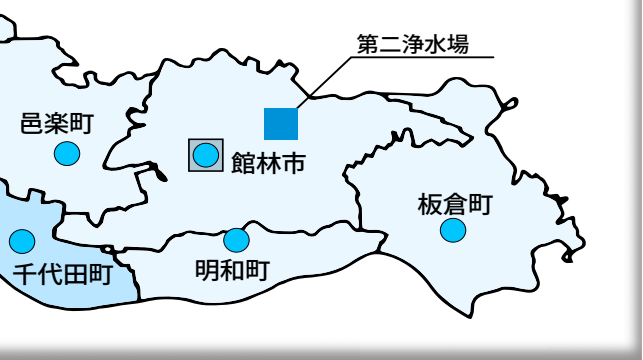 第二浄水場
邑楽町
館林市
板倉町
千代田町
明和町